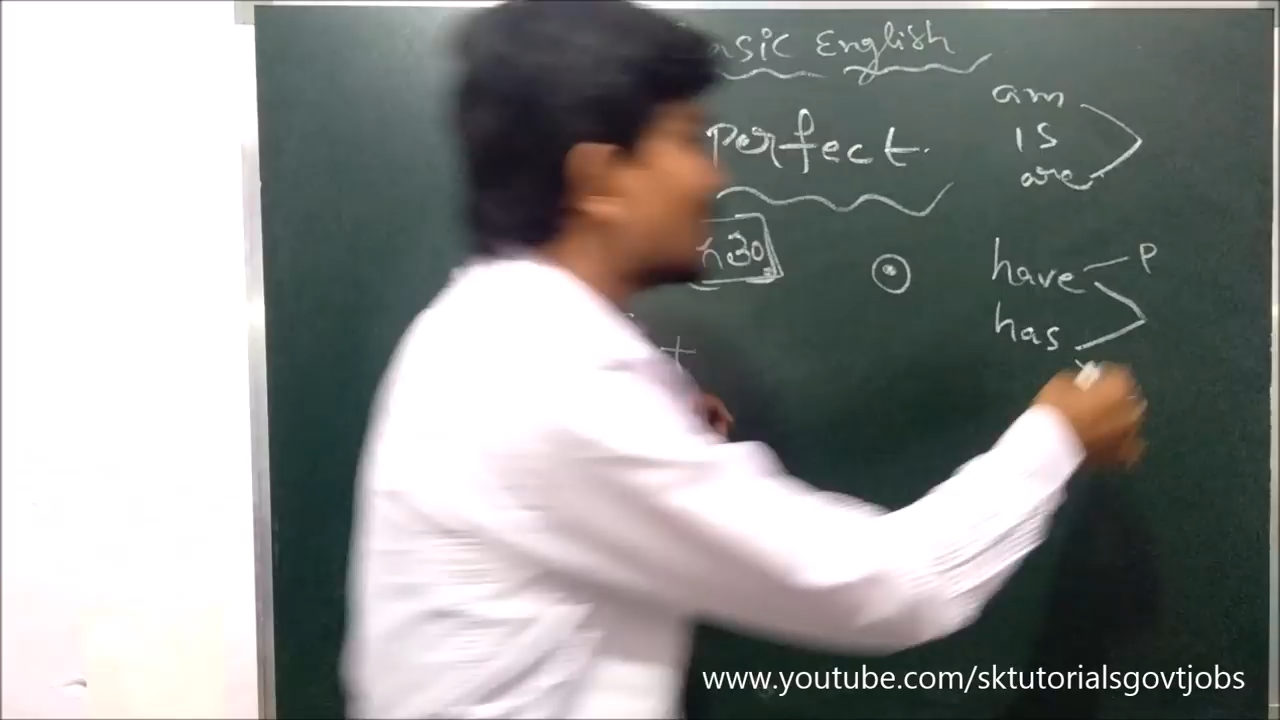 asic English
Perfect.
am
is
are
have P
has
+
www.youtube.com/sktutorialsgovtjobs